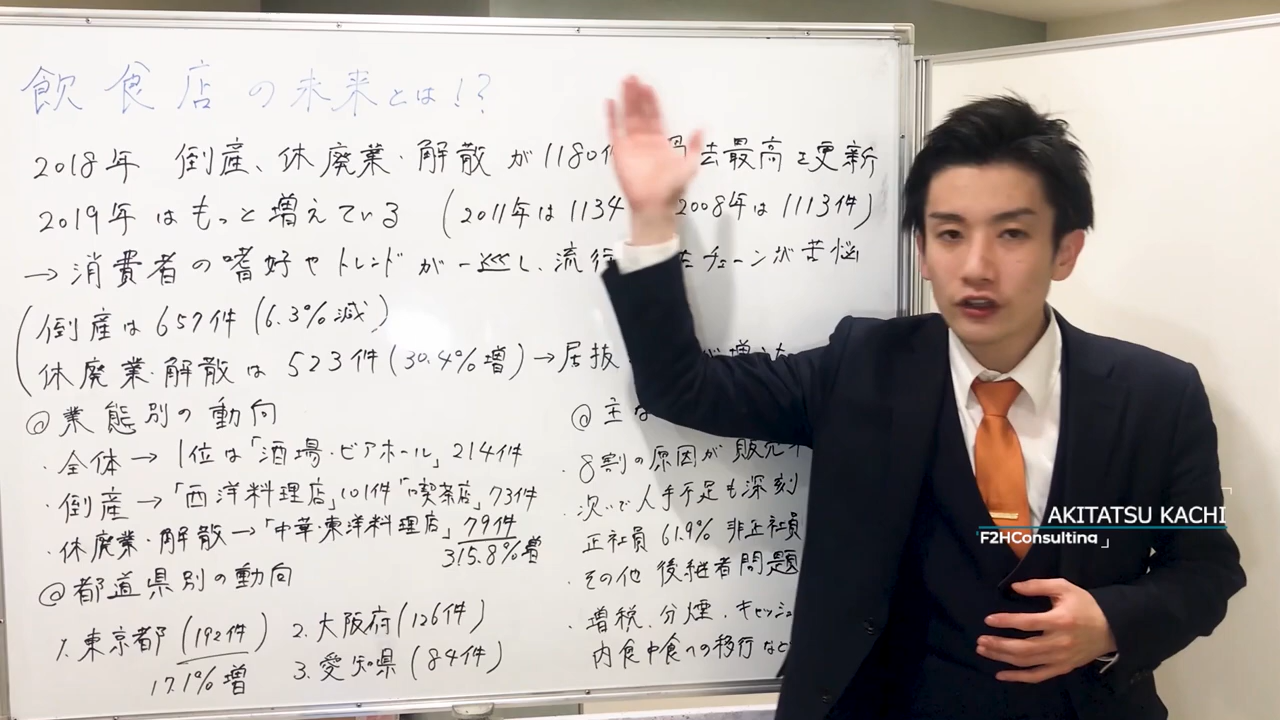 飲食店の未来とは!?
2018年 倒産、休廃業・解散が1180 去最高を更新
2019年はもっと増えている (2011年は1134 2008年は1113件)
→消費者の嗜好やトレンドが一巡し、流行 たチェーンが苦悩
(倒産は657件(6.3%減)
休廃業・解散は523件(30.4%増)→居抜 が増えた
@業態別の動向
・全体→1位は「酒場・ビアホール」214件
・倒産→「西洋料理店」101件「喫茶店」73件
・休廃業・解散→「中華・東洋料理店」79件
315.8%増
@都道県別の動向
1.東京都(192件) 2.大阪府(126件)
17.1%増 3.愛知県(84件)
@主な
・8割の原因が販売不
・次いで人手不足も深刻
正社員61.9% 非正社員
・その他 後継者問題
・増税、分煙、キャッシュ
内食中食への移行など
AKITATSU KACHI
F2HConsulting